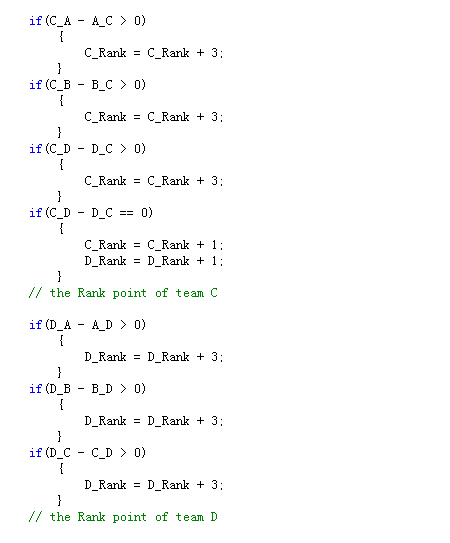 if(C_A - A_C > 0)
{
C_Rank = C_Rank + 3;
}
if(C_B - B_C > 0)
{
C_Rank = C_Rank + 3;
}
if(C_D - D_C > 0)
{
C_Rank = C_Rank + 3;
}
if(C_D - D_C == 0)
{
C_Rank = C_Rank + 1;
D_Rank = D_Rank + 1;
}
// the Rank point of team C
if(D_A - A_D > 0)
{
D_Rank = D_Rank + 3;
}
if(D_B - B_D > 0)
{
D_Rank = D_Rank + 3;
}
if(D_C - C_D > 0)
{
D_Rank = D_Rank + 3;
}
// the Rank point of team D